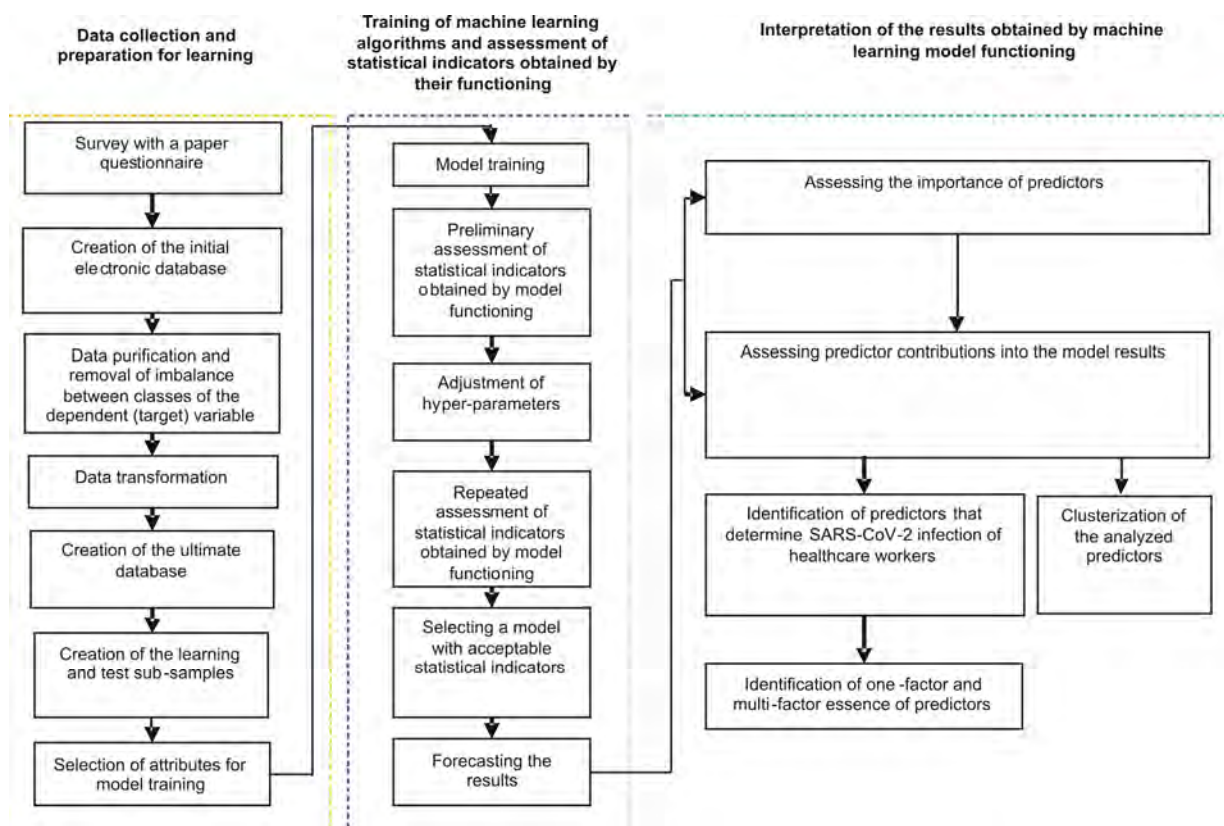 Data collection and
preparation for learning
Survey with a paper
questionnaire
Creation of the initial
electronic database
Data purification and
removal of imbalance
between classes of the
dependent (target) variable
Data transformation
Creation of the ultimate
database
Creation of the learning
and test sub-samples
Selection of attributes for
model training
Training of machine learning
algorithms and assessment of
statistical indicators obtained by
their functioning
Model training
Preliminary
assessment of
statistical indicators
obtained by model
functioning
Adjustment of
hyper-parameters
Repeated
assessment of
statistical indicators
obtained by model
functioning
Selecting a model
with acceptable
statistical indicators
Forecasting the
results
Interpretation of the results obtained by machine
learning model functioning
Assessing the importance of predictors
Assessing predictor contributions into the model results
Identification of predictors that
determine SARS-CoV-2 infection of
healthcare workers
Clusterization of
the analyzed
predictors
Identification of one-factor and
multi-factor essence of predictors